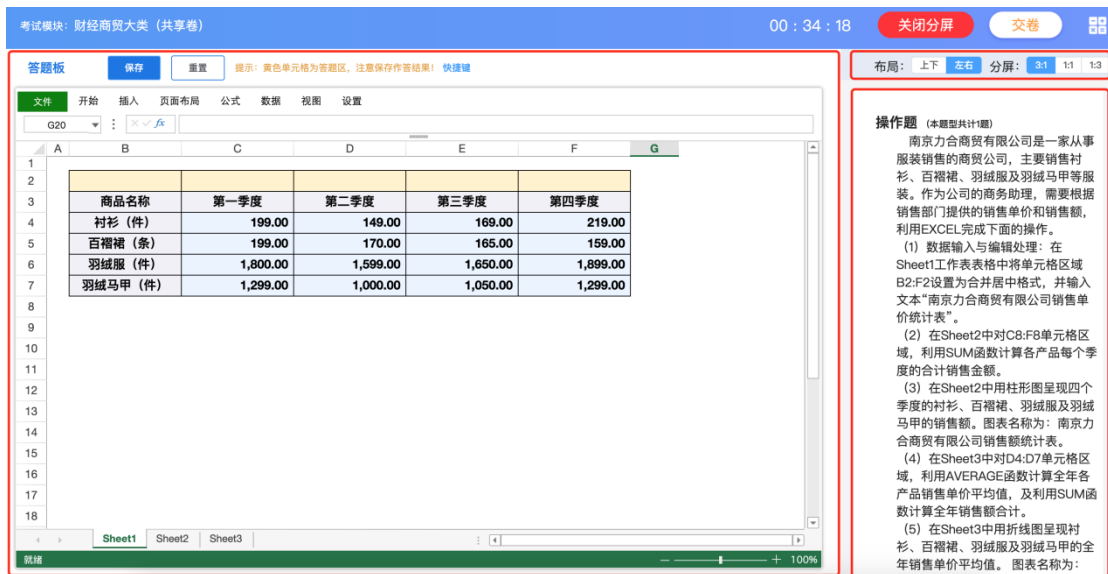 考试模块：财经商贸大类（共享卷）
00：34：18
关闭分屏
交卷
答题板
保存
重置
提示：黄色单元格为答题区，注意保存作答结果！ 快捷键
布局： 上下 左右 分屏： 3:1 1:1 1:3
文件 开始 插入 页面布局 公式 数据 视图 设置
G20 fx
A B C D E F G
1
2
3 商品名称 第一季度 第二季度 第三季度 第四季度
4 衬衫（件） 199.00 149.00 169.00 219.00
5 百褶裙（条） 199.00 170.00 165.00 159.00
6 羽绒服（件） 1,800.00 1,599.00 1,650.00 1,899.00
7 羽绒马甲（件） 1,299.00 1,000.00 1,050.00 1,299.00
8
9
10
11
12
13
14
15
16
17
18
Sheet1 Sheet2 Sheet3
就绪
100%
操作题 (本题型共计1题)
南京力合商贸有限公司是一家从事
服装销售的商贸公司，主要销售衬
衫、百褶裙、羽绒服及羽绒马甲等服
装。作为公司的商务助理，需要根据
销售部门提供的销售单价和销售额，
利用EXCEL完成下面的操作。
（1）数据输入与编辑处理：在
Sheet1工作表表格中将单元格区域
B2:F2设置为合并居中格式，并输入
文本“南京力合商贸有限公司销售单
价统计表”。
（2）在Sheet2中对C8:F8单元格区
域，利用SUM函数计算各产品每个季
度的合计销售金额。
（3）在Sheet2中用柱形图呈现四个
季度的衬衫、百褶裙、羽绒服及羽绒
马甲的销售额。图表名称为：南京力
合商贸有限公司销售额统计表。
（4）在Sheet3中对D4:D7单元格区
域，利用AVERAGE函数计算全年各
产品销售单价平均值，及利用SUM函
数计算全年销售额合计。
（5）在Sheet3中用折线图呈现衬
衫、百褶裙、羽绒服及羽绒马甲的全
年销售单价平均值。 图表名称为：